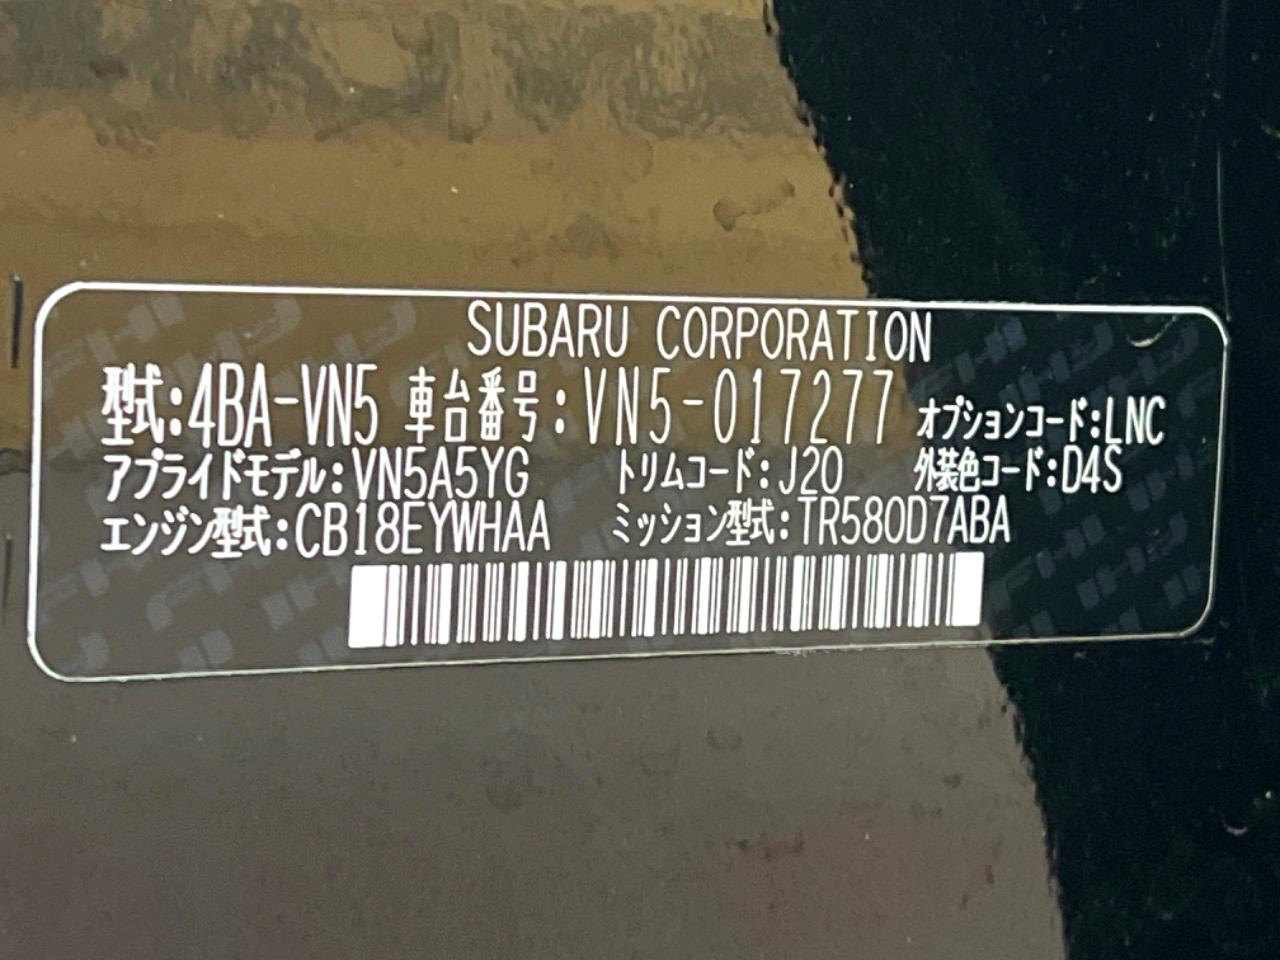 SUBARU CORPORATION
型式:4BA-VN5 車台番号:VN5-017277 オプションコード:LNC
アプライドモデル:VN5A5YG トリムコード:J20 外装色コード:D4S
エンジン型式:CB18EYWHAA ミッション型式:TR580D7ABA